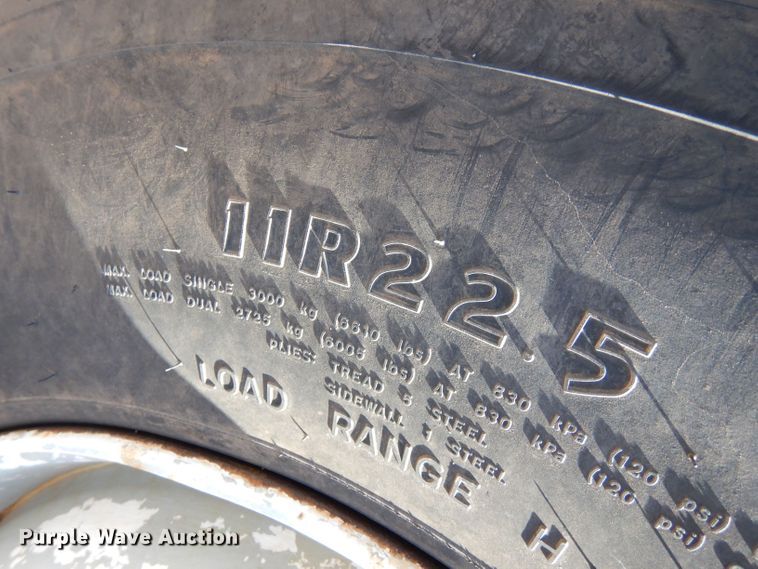 11R22.5
MAX. LOAD SINGLE 3000 kg (6610 lbs) AT 830 kPa (120 psi)
MAX. LOAD DUAL 2725 kg (6005 lbs) AT 830 kPa (120 psi)
PLIES: TREAD 5 STEEL
SIDEWALL 1 STEEL
LOAD RANGE H
Purple Wave Auction